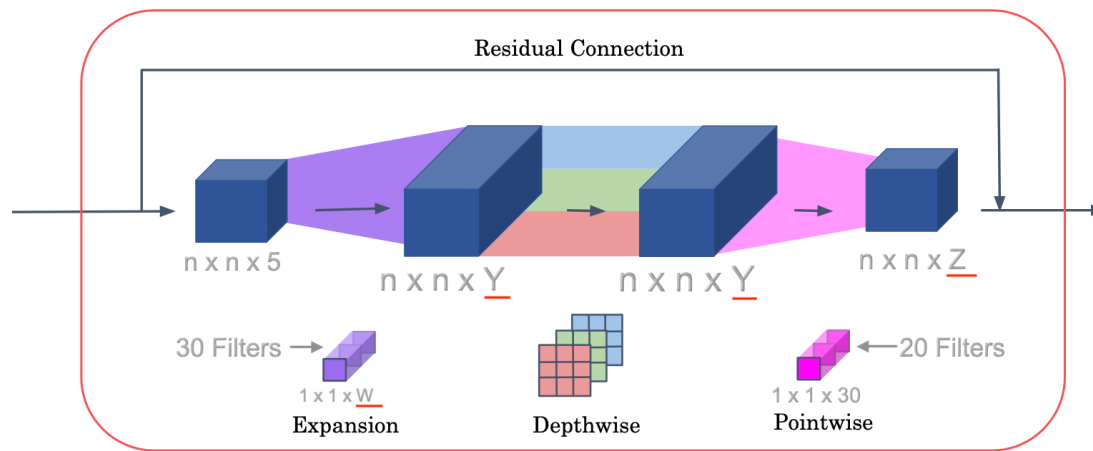 Residual Connection
n x n x 5
n x n x Y
n x n x Y
n x n x Z
30 Filters
20 Filters
1 x 1 x W
1 x 1 x 30
Expansion
Depthwise
Pointwise